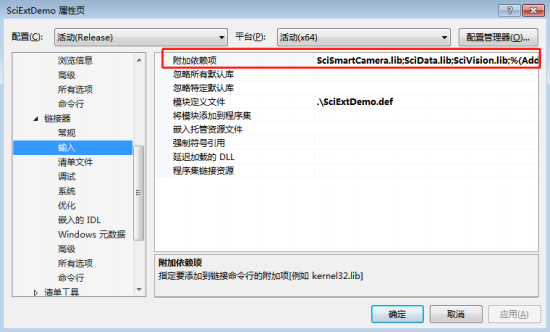 SciExtDemo 属性页
配置(C): 活动(Release) 平台(P): 活动(x64) 配置管理器(O)...
浏览信息
高级
所有选项
命令行
链接器
常规
输入
清单文件
调试
系统
优化
嵌入的 IDL
Windows 元数据
高级
所有选项
命令行
清单工具
附加依赖项 SciSmartCamera.lib;SciData.lib;SciVision.lib;%(Add
忽略所有默认库
忽略特定默认库
模块定义文件 .\SciExtDemo.def
将模块添加到程序集
嵌入托管资源文件
强制符号引用
延迟加载的 DLL
程序集链接资源
附加依赖项
指定要添加到链接命令行的附加项[例如 kernel32.lib]
确定 取消 应用(A)